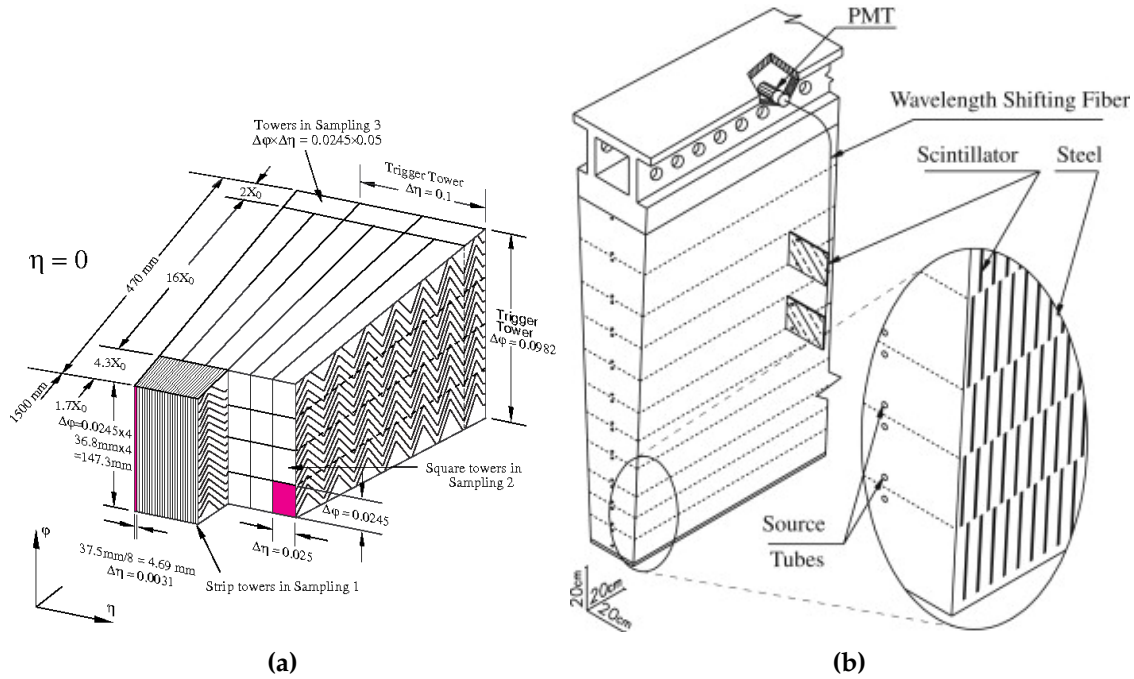 Towers in Sampling 3
Δφ×Δη = 0.0245×0.05
Trigger Tower
Δη = 0.1
2X₀
η = 0
470 mm
16X₀
Trigger
Tower
Δφ = 0.0982
4.3X₀
1500 mm
1.7X₀
Δφ=0.0245x4
36.8mmx4
=147.3mm
Square towers in
Sampling 2
Δφ = 0.0245
Δη = 0.025
37.5mm/8 = 4.69 mm
Δη = 0.0031
Strip towers in Sampling 1
φ
η
(a)
PMT
Wavelength Shifting Fiber
Scintillator
Steel
Source
Tubes
20cm
20cm
20cm
(b)